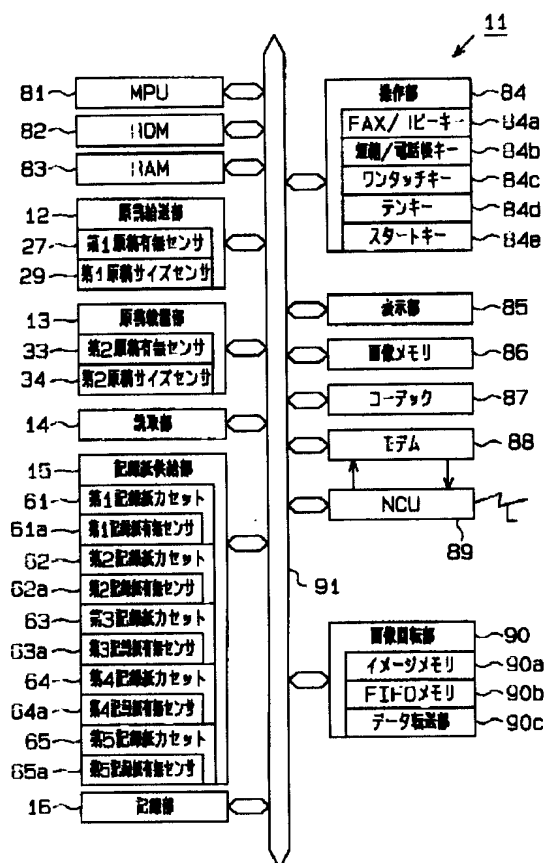 11
81 MPU
82 ROM
83 RAM
12 原稿給送部
27 第1原稿有無センサ
29 第1原稿サイズセンサ
13 原稿載置部
33 第2原稿有無センサ
34 第2原稿サイズセンサ
14 読取部
15 記録紙供給部
61 第1記録紙カセット
61a 第1記録紙有無センサ
62 第2記録紙カセット
62a 第2記録紙有無センサ
63 第3記録紙カセット
63a 第3記録紙有無センサ
64 第4記録紙カセット
64a 第4記録紙有無センサ
65 第5記録紙カセット
65a 第5記録紙有無センサ
16 記録部
操作部 84
FAX/コピーキー 84a
短縮/電話帳キー 84b
ワンタッチキー 84c
テンキー 84d
スタートキー 84e
表示部 85
画像メモリ 86
コーデック 87
モデム 88
NCU
89
91
画像回転部 90
イメージメモリ 90a
FIFOメモリ 90b
データ転送部 90c